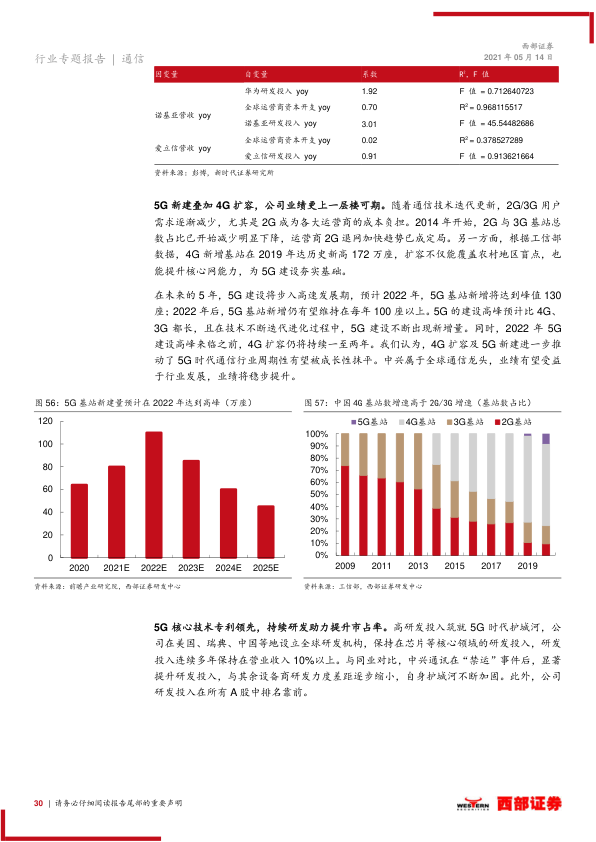 西部证券
行业专题报告 | 通信
2021 年 05 月 14 日
因变量 自变量 系数 R², F 值
华为研发投入 yoy 1.92 F 值 = 0.712640723
诺基亚营收 yoy 全球运营商资本开支 yoy 0.70 R² = 0.968115517
诺基亚研发投入 yoy 3.01 F 值 = 45.54482686
爱立信营收 yoy 全球运营商资本开支 yoy 0.02 R² = 0.378527289
爱立信研发投入 yoy 0.91 F 值 = 0.913621664
资料来源：彭博，新时代证券研究所
5G 新建叠加 4G 扩容，公司业绩更上一层楼可期。随着通信技术迭代更新，2G/3G 用户
需求逐渐减少，尤其是 2G 成为各大运营商的成本负担。2014 年开始，2G 与 3G 基站总
数占比已开始减少明显下降，运营商 2G 退网加快趋势已成定局。另一方面，根据工信部
数据，4G 新增基站在 2019 年达历史新高 172 万座，扩容不仅能覆盖农村地区盲点，也
能提升核心网能力，为 5G 建设夯实基础。
在未来的 5 年，5G 建设将步入高速发展期，预计 2022 年，5G 基站新增将达到峰值 130
座；2022 年后，5G 基站新增仍有望维持在每年 100 座以上。5G 的建设高峰预计比 4G、
3G 都长，且在技术不断迭代进化过程中，5G 建设不断出现新增量。同时，2022 年 5G
建设高峰来临之前，4G 扩容仍将持续一至两年。我们认为，4G 扩容及 5G 新建进一步推
动了 5G 时代通信行业周期性有望被成长性抹平。中兴属于全球通信龙头，业绩有望受益
于行业发展，业绩将稳步提升。
图 56：5G 基站新建量预计在 2022 年达到高峰（万座）
120
100
80
60
40
20
0
2020 2021E 2022E 2023E 2024E 2025E
资料来源：前瞻产业研究院，西部证券研发中心
图 57：中国 4G 基站数增速高于 2G/3G 增速（基站数占比）
5G基站 4G基站 3G基站 2G基站
100%
90%
80%
70%
60%
50%
40%
30%
20%
10%
0%
2009 2011 2013 2015 2017 2019
资料来源：工信部，西部证券研发中心
5G 核心技术专利领先，持续研发助力提升市占率。高研发投入筑就 5G 时代护城河，公
司在美国、瑞典、中国等地设立全球研发机构，保持在芯片等核心领域的研发投入，研发
投入连续多年保持在营业收入 10%以上。与同业对比，中兴通讯在“禁运”事件后，显著
提升研发投入，与其余设备商研发力度差距逐步缩小，自身护城河不断加固。此外，公司
研发投入在所有 A 股中排名靠前。
30 | 请务必仔细阅读报告尾部的重要声明
WESTERN
SECURITIES
西部证券